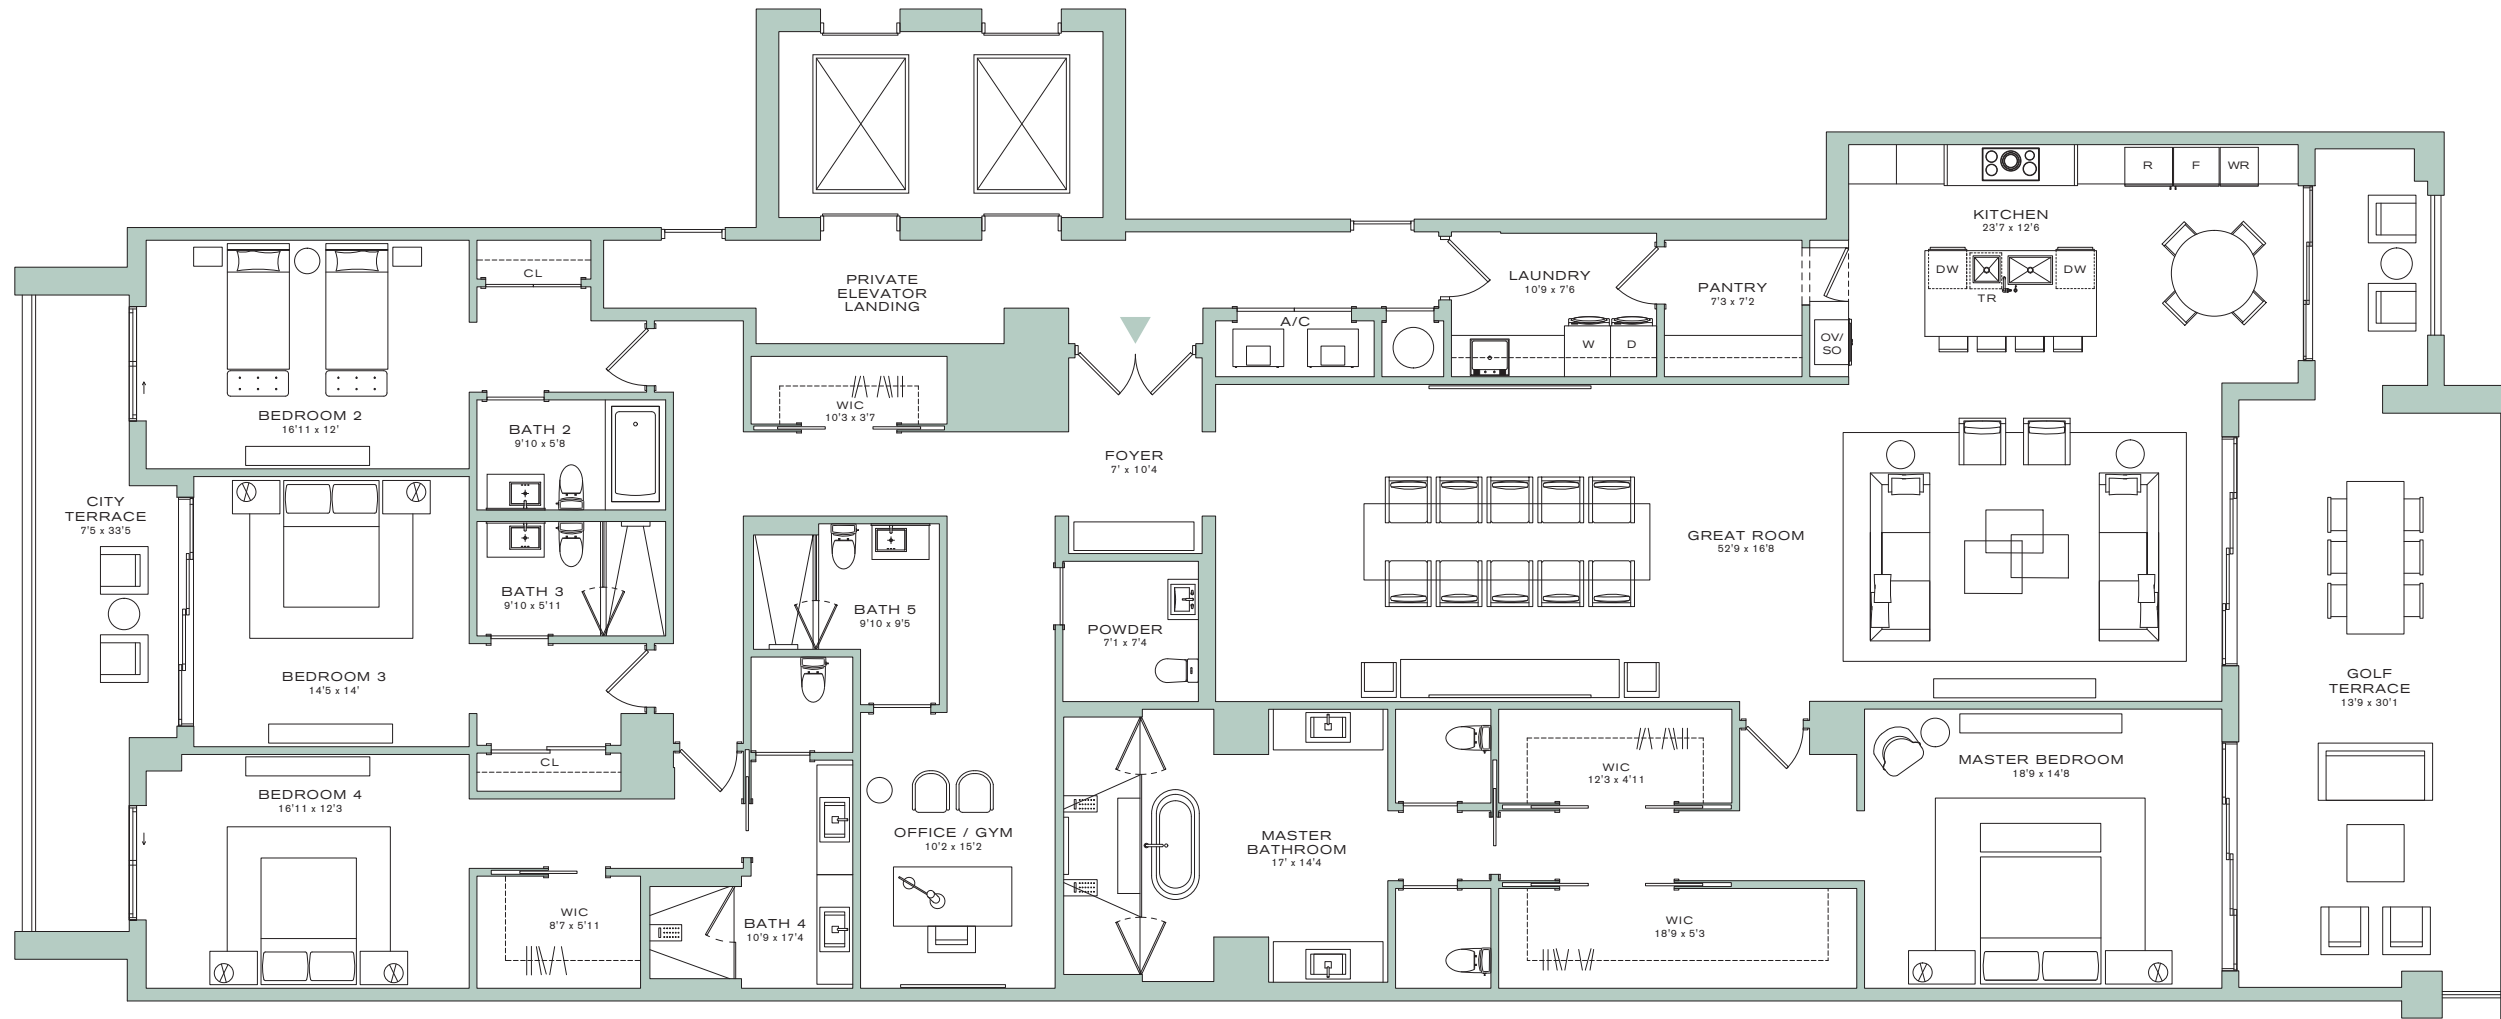 CL
PRIVATE
ELEVATOR
LANDING
LAUNDRY
10'9 x 7'6
PANTRY
7'3 x 7'2
KITCHEN
23'7 x 12'6
R
F
WR
DW
DW
TR
OV/
SO
A/C
W
D
BEDROOM 2
16'11 x 12'
BATH 2
9'10 x 5'8
WIC
10'3 x 3'7
FOYER
7' x 10'4
CITY
TERRACE
7'5 x 33'5
BATH 3
9'10 x 5'11
BATH 5
9'10 x 9'5
POWDER
7'1 x 7'4
GREAT ROOM
52'9 x 16'8
BEDROOM 3
14'5 x 14'
GOLF
TERRACE
13'9 x 30'1
CL
BEDROOM 4
16'11 x 12'3
WIC
12'3 x 4'11
MASTER BEDROOM
18'9 x 14'8
OFFICE / GYM
10'2 x 15'2
MASTER
BATHROOM
17' x 14'4
WIC
8'7 x 5'11
BATH 4
10'9 x 17'4
WIC
18'9 x 5'3